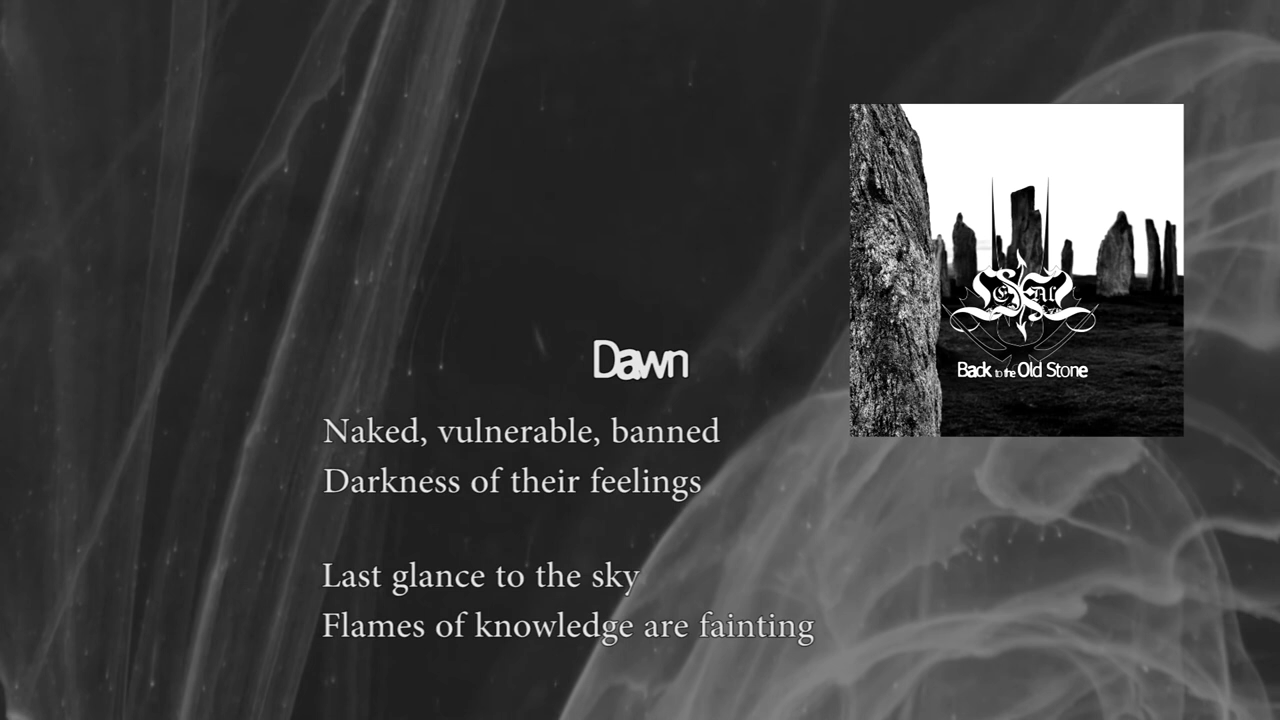 Dawn
Naked, vulnerable, banned
Darkness of their feelings
Last glance to the sky
Flames of knowledge are fainting
Back to the Old Stone